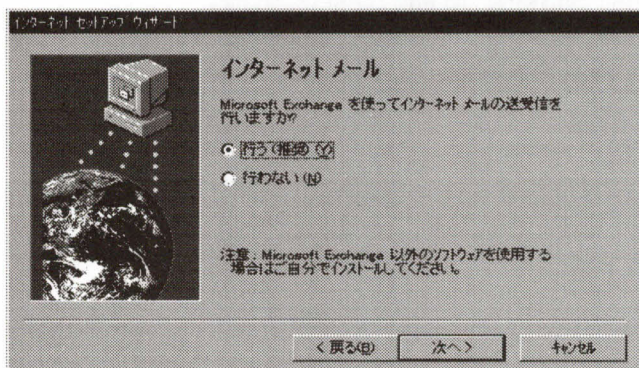 インターネット セットアップ ウィザード
インターネット メール
Microsoft Exchange を使ってインターネット メールの送受信を
行いますか?
行う (推奨) (Y)
行わない (N)
注意 : Microsoft Exchange 以外のソフトウェアを使用する
場合はご自分でインストールしてください。
< 戻る(B)
次へ >
キャンセル